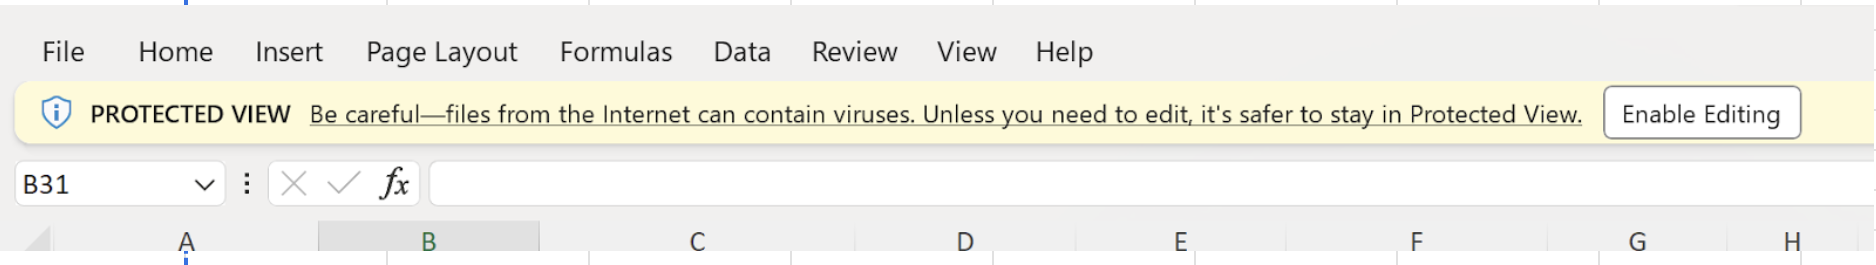 File Home Insert Page Layout Formulas Data Review View Help
PROTECTED VIEW Be careful—files from the Internet can contain viruses. Unless you need to edit, it's safer to stay in Protected View. Enable Editing
B31 fx
A B C D E F G H